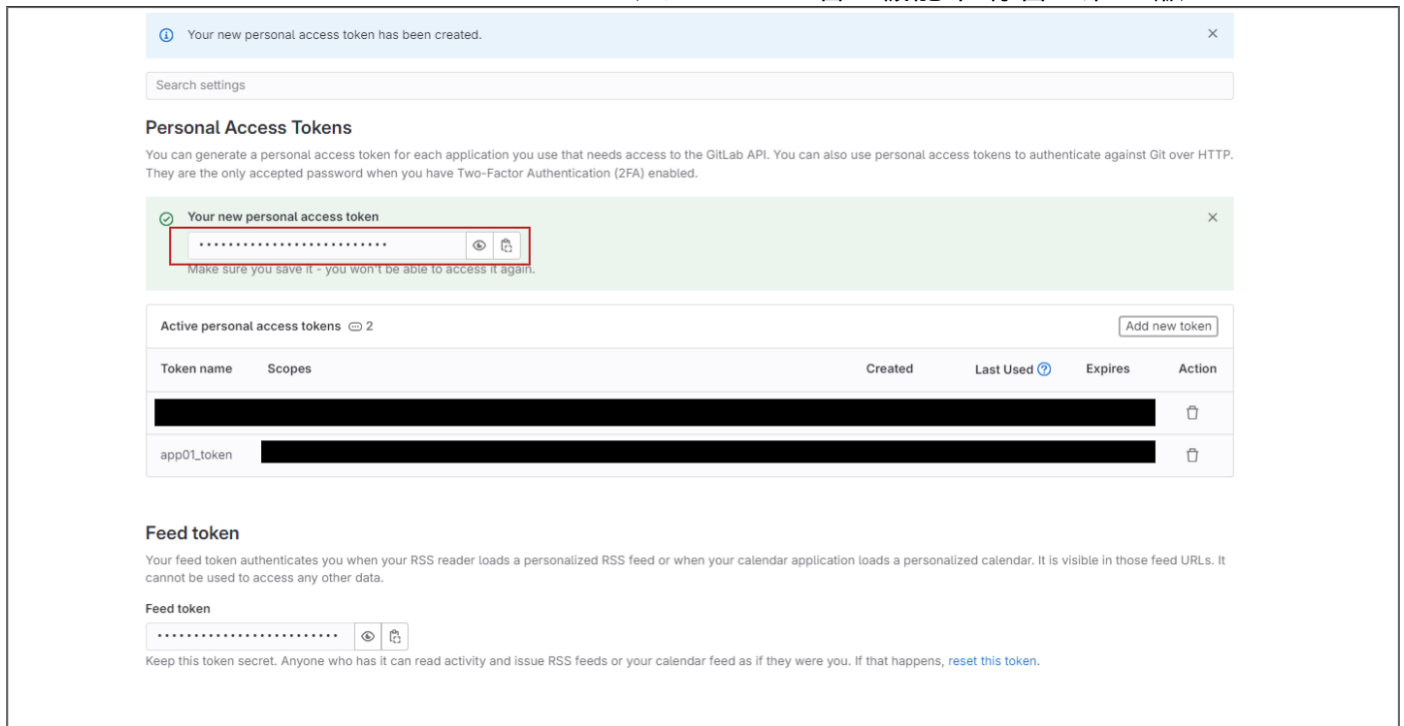 Your new personal access token has been created.
Search settings
Personal Access Tokens
You can generate a personal access token for each application you use that needs access to the GitLab API. You can also use personal access tokens to authenticate against Git over HTTP.
They are the only accepted password when you have Two-Factor Authentication (2FA) enabled.
Your new personal access token
Make sure you save it - you won't be able to access it again.
Active personal access tokens 2
Add new token
Token name Scopes Created Last Used Expires Action
app01_token
Feed token
Your feed token authenticates you when your RSS reader loads a personalized RSS feed or when your calendar application loads a personalized calendar. It is visible in those feed URLs. It
cannot be used to access any other data.
Feed token
Keep this token secret. Anyone who has it can read activity and issue RSS feeds or your calendar feed as if they were you. If that happens, reset this token.